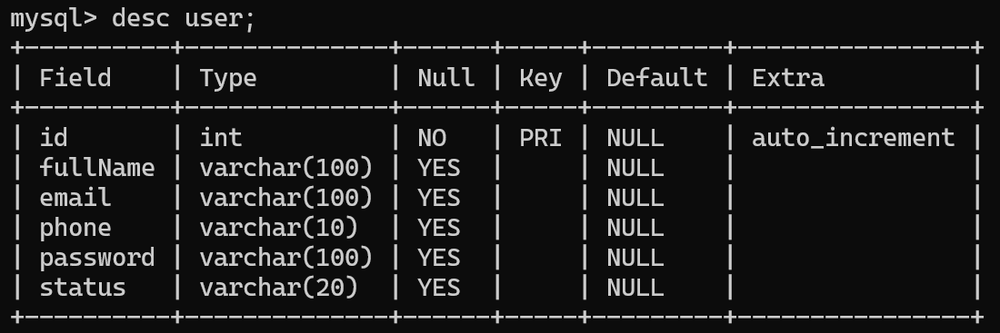 mysql> desc user;
+----------+--------------+------+-----+---------+----------------+
| Field    | Type         | Null | Key | Default | Extra          |
+----------+--------------+------+-----+---------+----------------+
| id       | int          | NO   | PRI | NULL    | auto_increment |
| fullName | varchar(100) | YES  |     | NULL    |                |
| email    | varchar(100) | YES  |     | NULL    |                |
| phone    | varchar(10)  | YES  |     | NULL    |                |
| password | varchar(100) | YES  |     | NULL    |                |
| status   | varchar(20)  | YES  |     | NULL    |                |
+----------+--------------+------+-----+---------+----------------+